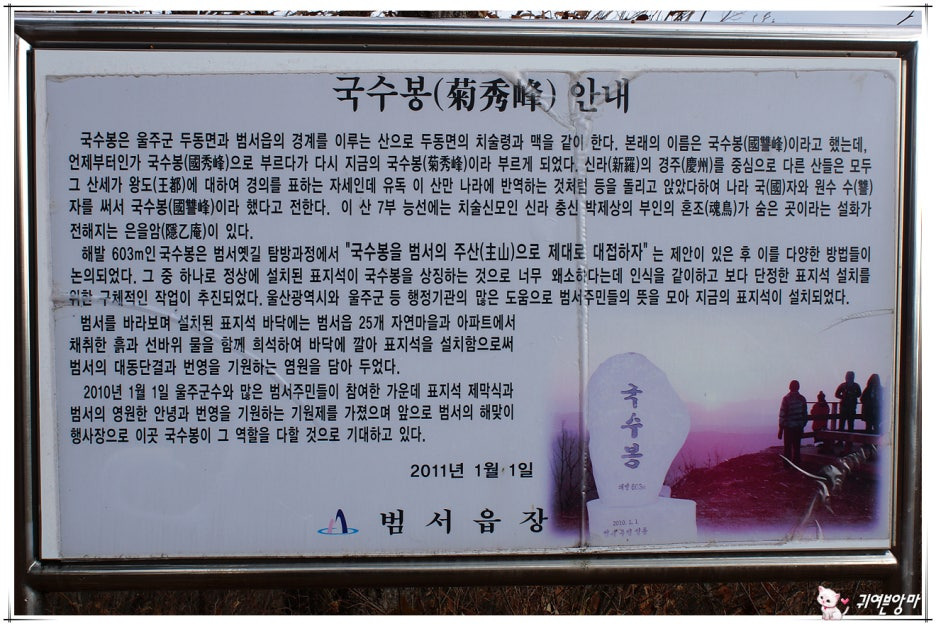 국수봉(菊秀峰) 안내
국수봉은 울주군 두동면과 범서읍의 경계를 이루는 산으로 두동면의 치술령과 맥을 같이 한다. 본래의 이름은 국수봉(國讐峰)이라고 했는데,
언제부터인가 국수봉(國秀峰)으로 부르다가 다시 지금의 국수봉(菊秀峰)이라 부르게 되었다. 신라(新羅)의 경주(慶州)를 중심으로 다른 산들은 모두
그 산세가 왕도(王都)에 대하여 경의를 표하는 자세인데 유독 이 산만 나라에 반역하는 것처럼 등을 돌리고 앉았다하여 나라 국(國)자와 원수 수(讐)
자를 써서 국수봉(國讐峰)이라 했다고 전한다. 이 산 7부 능선에는 치술신모인 신라 충신 박제상의 부인의 혼조(魂鳥)가 숨은 곳이라는 설화가
전해지는 은을암(隱乙庵)이 있다.
해발 603m인 국수봉은 범서옛길 탐방과정에서 "국수봉을 범서의 주산(主山)으로 제대로 대접하자" 는 제안이 있은 후 이를 다양한 방법들이
논의되었다. 그 중 하나로 정상에 설치된 표지석이 국수봉을 상징하는 것으로 너무 왜소하다는데 인식을 같이하고 보다 단정한 표지석 설치를
위한 구체적인 작업이 추진되었다. 울산광역시와 울주군 등 행정기관의 많은 도움으로 범서주민들의 뜻을 모아 지금의 표지석이 설치되었다.
범서를 바라보며 설치된 표지석 바닥에는 범서읍 25개 자연마을과 아파트에서
채취한 흙과 선바위 물을 함께 희석하여 바닥에 깔아 표지석을 설치함으로써
범서의 대동단결과 번영을 기원하는 염원을 담아 두었다.
2010년 1월 1일 울주군수와 많은 범서주민들이 참여한 가운데 표지석 제막식과
범서의 영원한 안녕과 번영을 기원하는 기원제를 가졌으며 앞으로 범서의 해맞이
행사장으로 이곳 국수봉이 그 역할을 다할 것으로 기대하고 있다.
2011년 1월 1일
범서읍장
국수봉
해발 603m
2010. 1. 1
귀여븐앙마